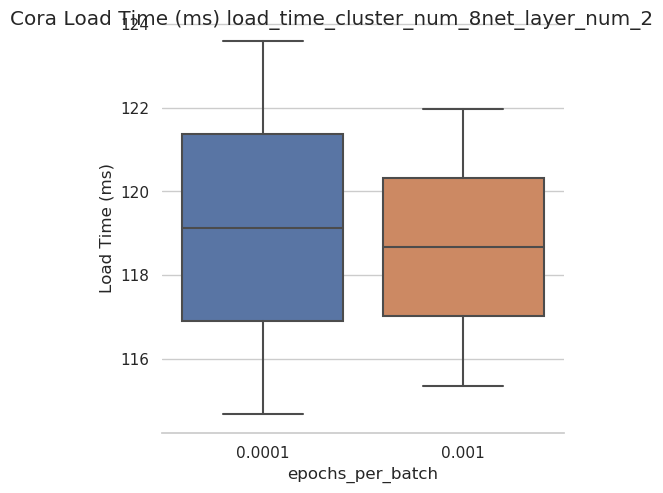 Cora Load Time (ms) load_time_cluster_num_8net_layer_num_2
124
122
120
118
116
Load Time (ms)
0.0001 0.001
epochs_per_batch